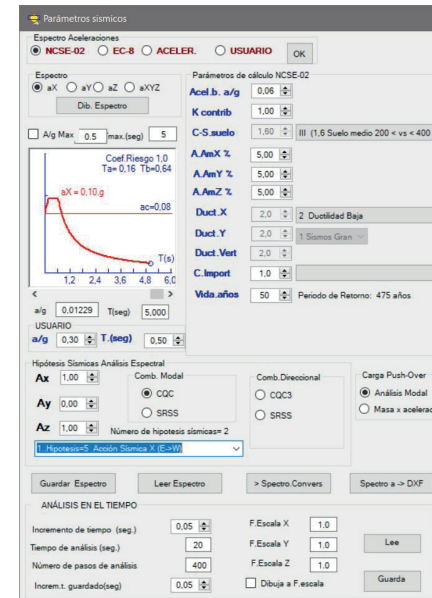 Parámetros sísmicos
Espectro Aceleraciones
NCSE-02 EC-8 ACELER. USUARIO OK
Espectro
aX aY aZ aXYZ
Dib. Espectro
A/g Max 0.5 max.(seg) 5
Coef.Riesgo 1,0
Ta= 0,16 Tb=0,64
aX = 0,10.g
ac=0,08
T(s)
1,2 2,4 3,6 4,8 6,0
a/g 0,01229 T(seg) 5,000
USUARIO
a/g 0,30 T.(seg) 0,50
Parámetros de cálculo NCSE-02
Acel.b. a/g 0,06
K contrib 1,00
C-S.suelo 1,60 III (1,6 Suelo medio 200 < vs < 400
A.AmX % 5,00
A.AmY % 5,00
A.AmZ % 5,00
Duct.X 2,0 2 Ductilidad Baja
Duct.Y 2,0 1 Sismos Gran
Duct.Vert 2,0
C.Import 1,0
Vida.años 50 Periodo de Retorno: 475 años
Hipótesis Sísmicas Análisis Espectral
Ax 1,00
Ay 0,00
Az 1,00
Comb. Modal
CQC
SRSS
Comb.Direccional
CQC3
SRSS
Carga Push-Over
Análisis Modal
Masa x acelerac
Número de hipotesis sísmicas= 2
1 Hipotesis=5 Acción Sísmica X (E->W)
Guardar Espectro Leer Espectro > Spectro.Convers Spectro a -> DXF
ANÁLISIS EN EL TIEMPO
Incremento de tiempo (seg.) 0,05
Tiempo de análisis (seg.) 20
Número de pasos de análisis 400
Increm.t. guardado(seg) 0,05
F.Escala X 1.0
F.Escala Y 1.0
F.Escala Z 1.0
Dibuja a F.escala
Lee
Guarda